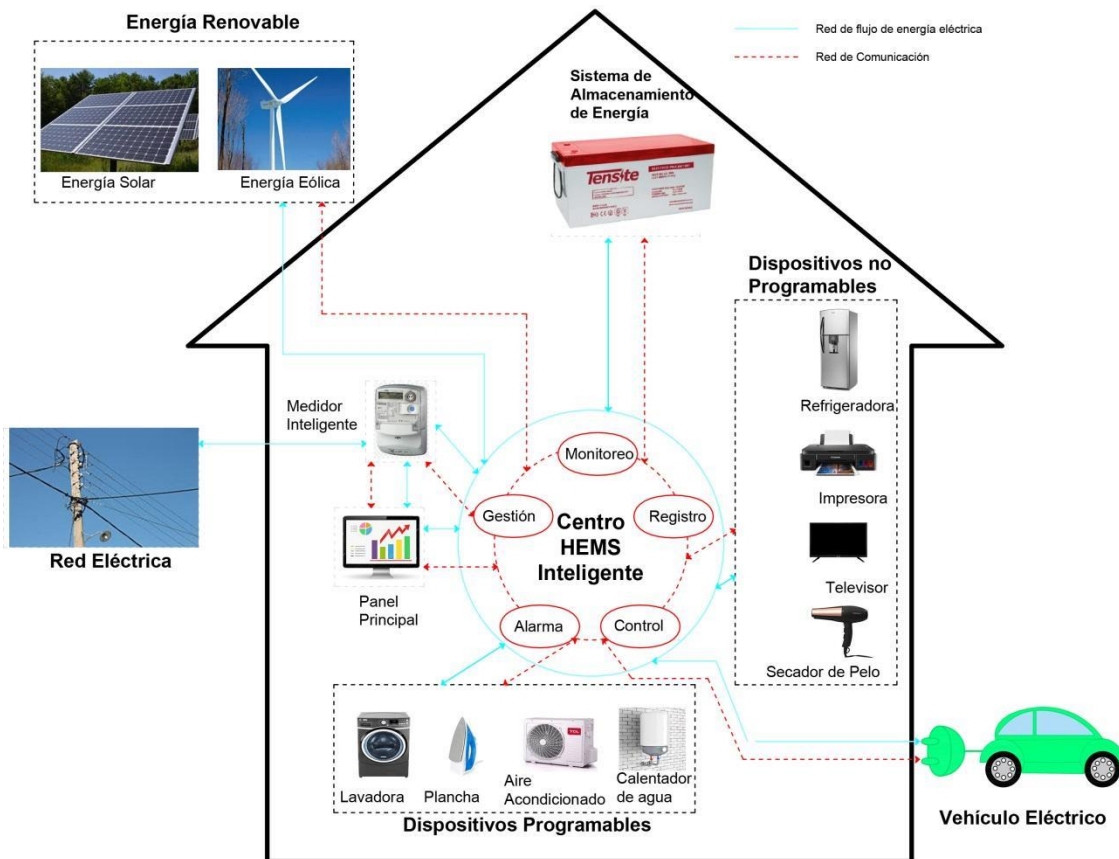 Energía Renovable
Energía Solar
Energía Eólica
Red de flujo de energía eléctrica
Red de Comunicación
Sistema de
Almacenamiento
de Energía
Tensite
Dispositivos no
Programables
Refrigeradora
Impresora
Televisor
Secador de Pelo
Medidor
Inteligente
Red Eléctrica
Panel
Principal
Monitoreo
Gestión
Registro
Centro
HEMS
Inteligente
Alarma
Control
TCL
Lavadora
Plancha
Aire
Acondicionado
Calentador
de agua
Dispositivos Programables
Vehículo Eléctrico